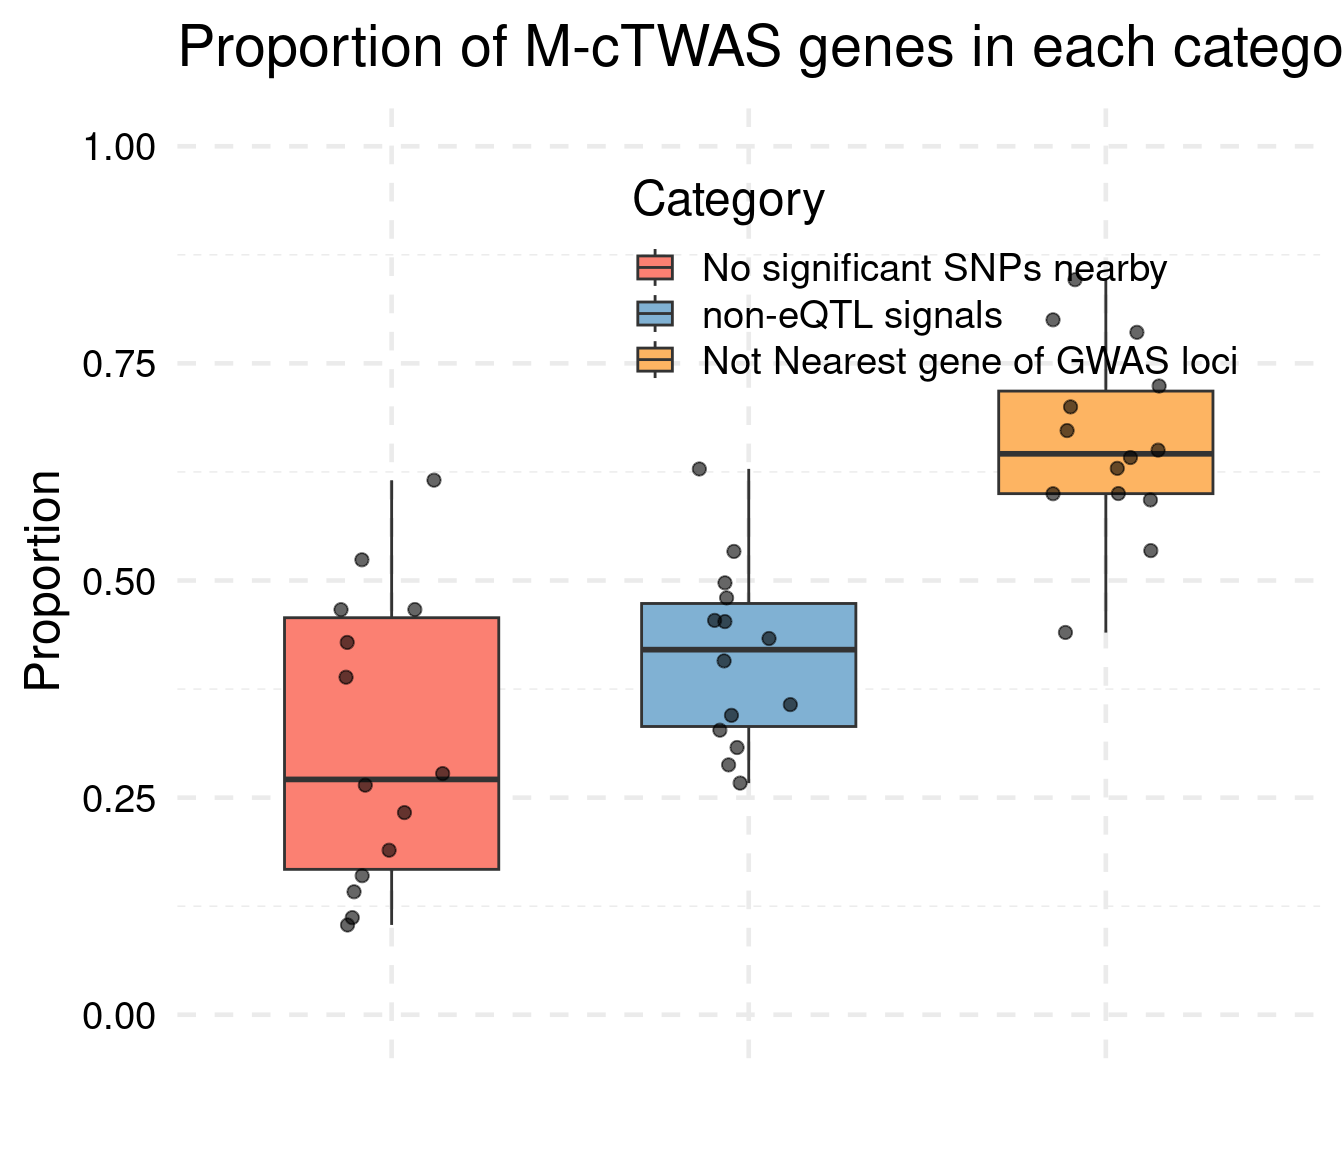 Proportion of M-cTWAS genes in each catego
1.00
Category
No significant SNPs nearby
non-eQTL signals
0.75
Not Nearest gene of GWAS loci
Proportion
0.50
0.25
0.00